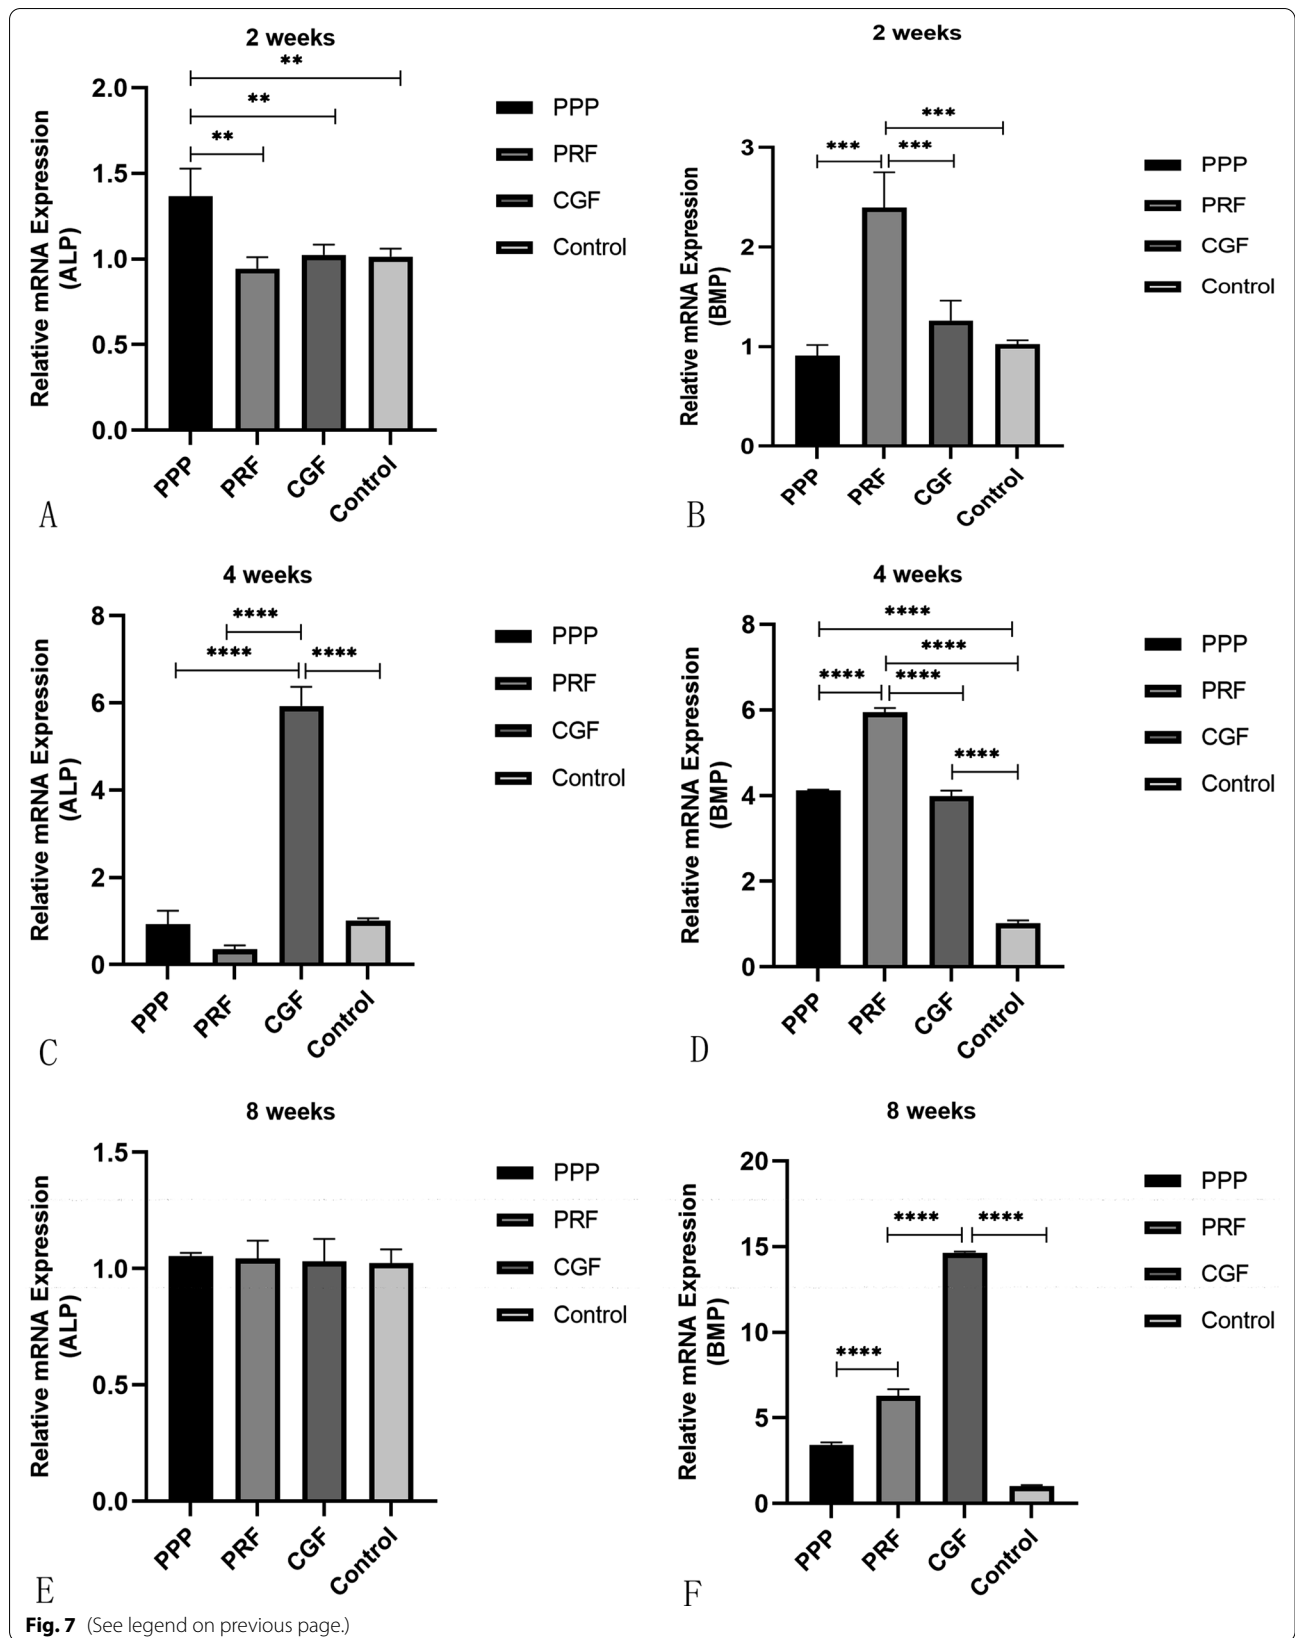 2 weeks
**
**
**
2.0
1.5
1.0
0.5
0.0
Relative mRNA Expression
(ALP)
PPP
PRF
CGF
Control
PPP
PRF
CGF
Control
A
2 weeks
***
***
***
3
2
1
0
Relative mRNA Expression
(BMP)
PPP
PRF
CGF
Control
PPP
PRF
CGF
Control
B
4 weeks
****
****
****
8
6
4
2
0
Relative mRNA Expression
(ALP)
PPP
PRF
CGF
Control
PPP
PRF
CGF
Control
C
4 weeks
****
****
****
****
****
8
6
4
2
0
Relative mRNA Expression
(BMP)
PPP
PRF
CGF
Control
PPP
PRF
CGF
Control
D
8 weeks
1.5
1.0
0.5
0.0
Relative mRNA Expression
(ALP)
PPP
PRF
CGF
Control
PPP
PRF
CGF
Control
E
8 weeks
****
****
****
20
15
10
5
0
Relative mRNA Expression
(BMP)
PPP
PRF
CGF
Control
PPP
PRF
CGF
Control
F
Fig. 7 (See legend on previous page.)